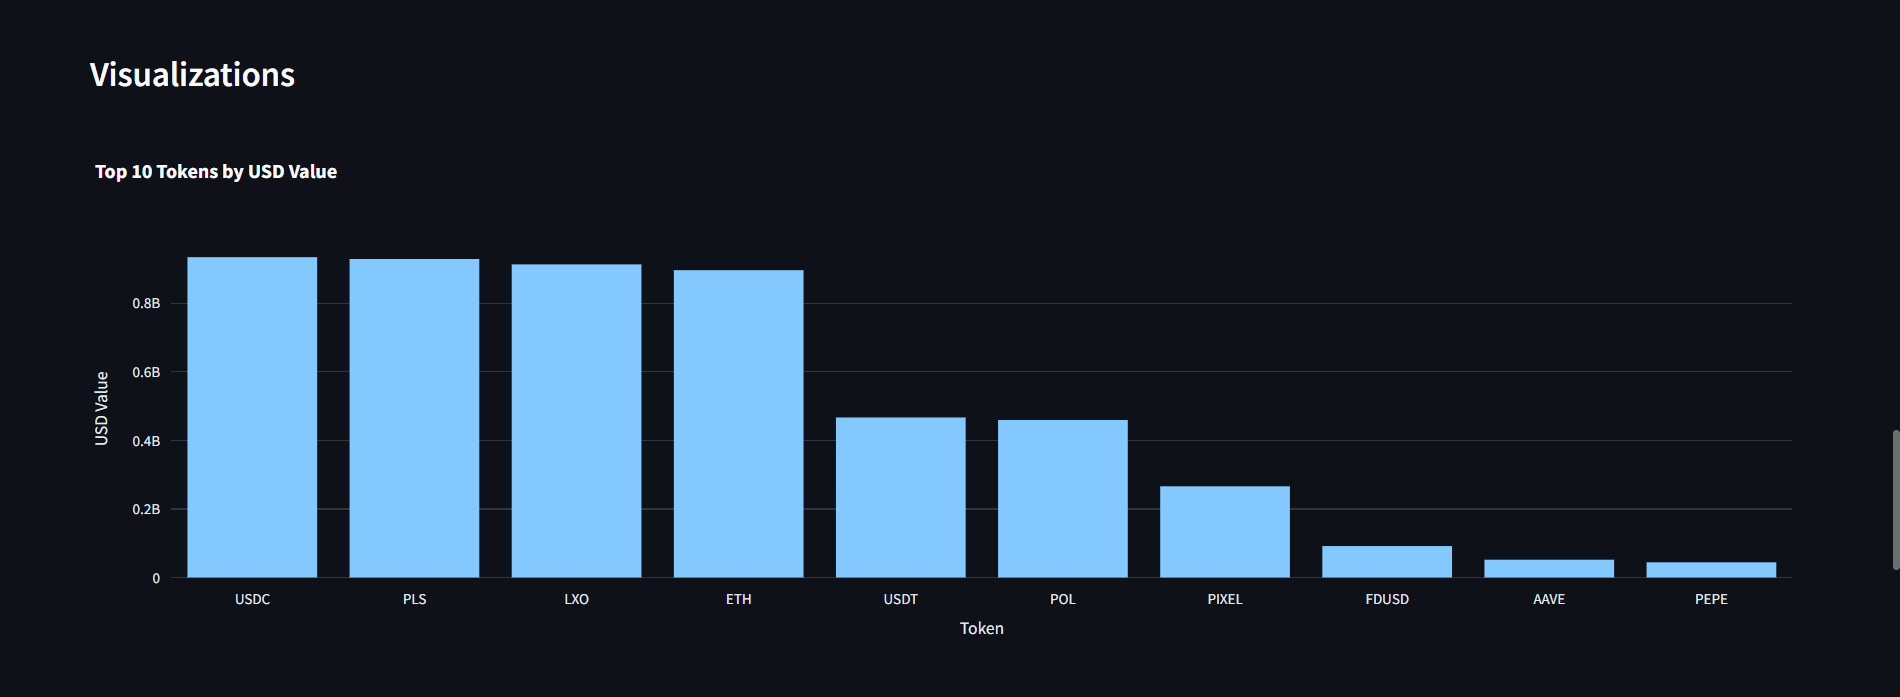 Visualizations
Top 10 Tokens by USD Value
0.8B
0.6B
0.4B
0.2B
0
USD Value
USDC PLS LXO ETH USDT POL PIXEL FDUSD AAVE PEPE
Token